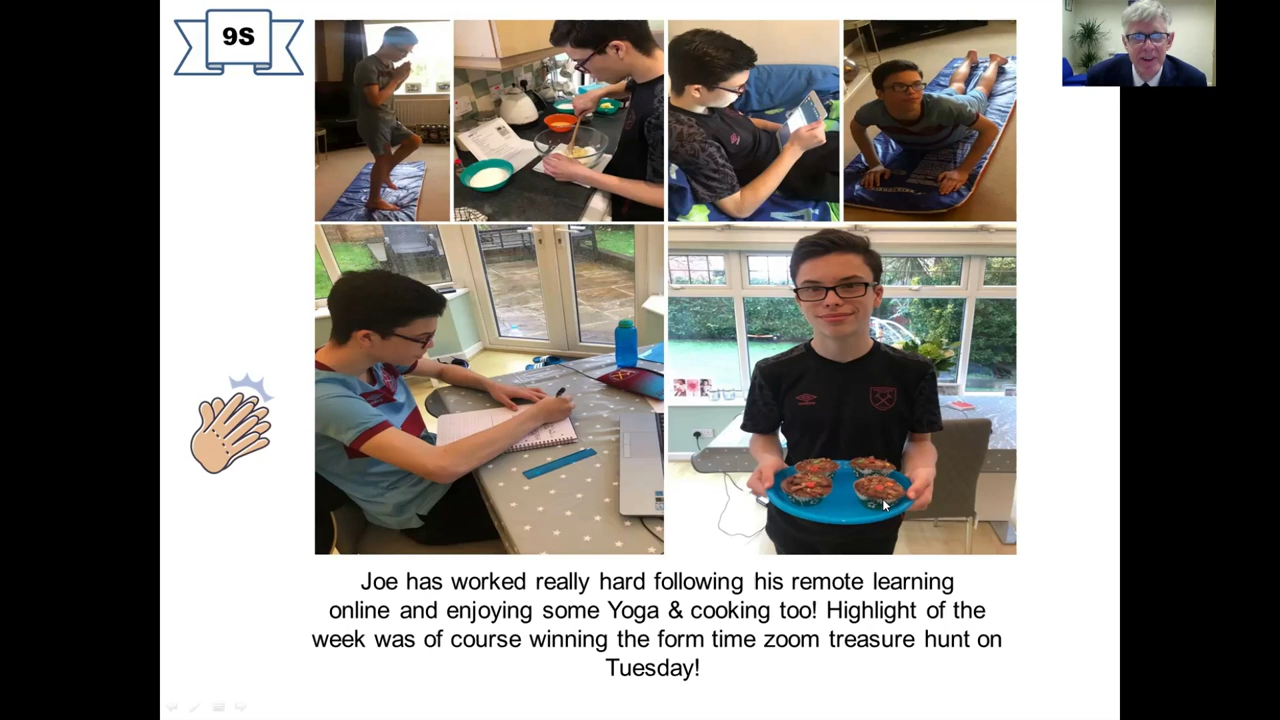 9S
Joe has worked really hard following his remote learning
online and enjoying some Yoga & cooking too! Highlight of the
week was of course winning the form time zoom treasure hunt on
Tuesday!